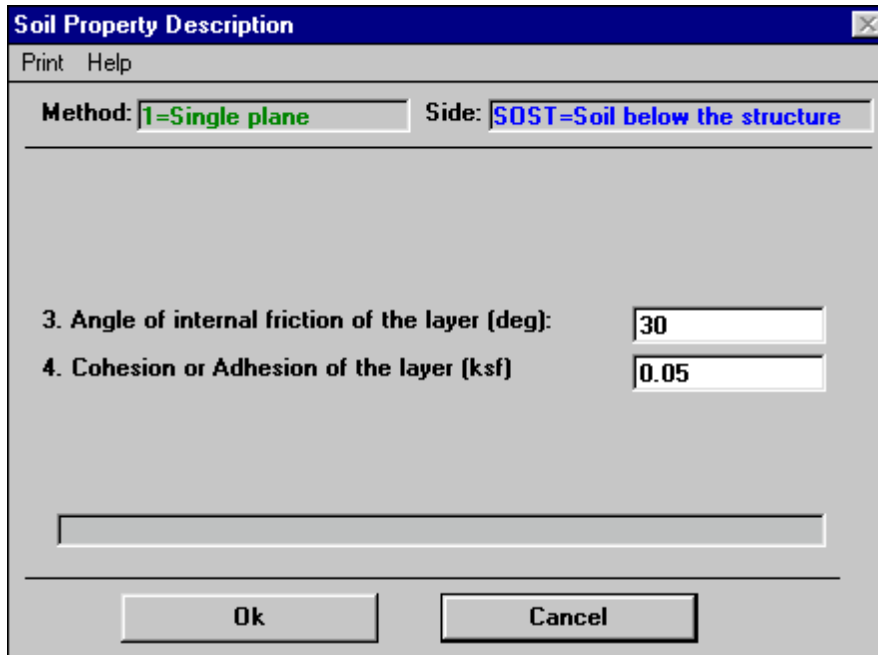 Soil Property Description
Print Help
Method: 1=Single plane Side: SOST=Soil below the structure
3. Angle of internal friction of the layer (deg): 30
4. Cohesion or Adhesion of the layer (ksf) 0.05
Ok Cancel